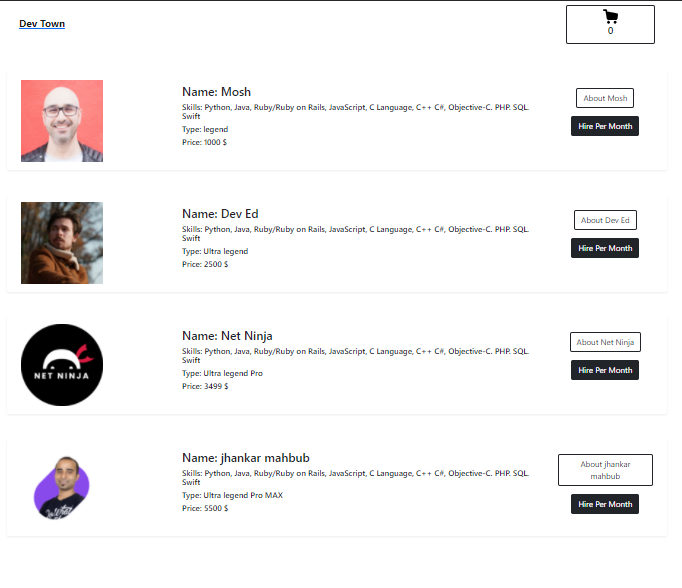 Dev Town
0
Name: Mosh
Skills: Python, Java, Ruby/Ruby on Rails, JavaScript, C Language, C++ C#, Objective-C. PHP. SQL.
Swift
Type: legend
Price: 1000 $
About Mosh
Hire Per Month
Name: Dev Ed
Skills: Python, Java, Ruby/Ruby on Rails, JavaScript, C Language, C++ C#, Objective-C. PHP. SQL.
Swift
Type: Ultra legend
Price: 2500 $
About Dev Ed
Hire Per Month
NET NINJA
Name: Net Ninja
Skills: Python, Java, Ruby/Ruby on Rails, JavaScript, C Language, C++ C#, Objective-C. PHP. SQL.
Swift
Type: Ultra legend Pro
Price: 3499 $
About Net Ninja
Hire Per Month
Name: jhankar mahbub
Skills: Python, Java, Ruby/Ruby on Rails, JavaScript, C Language, C++ C#, Objective-C. PHP. SQL.
Swift
Type: Ultra legend Pro MAX
Price: 5500 $
About jhankar
mahbub
Hire Per Month